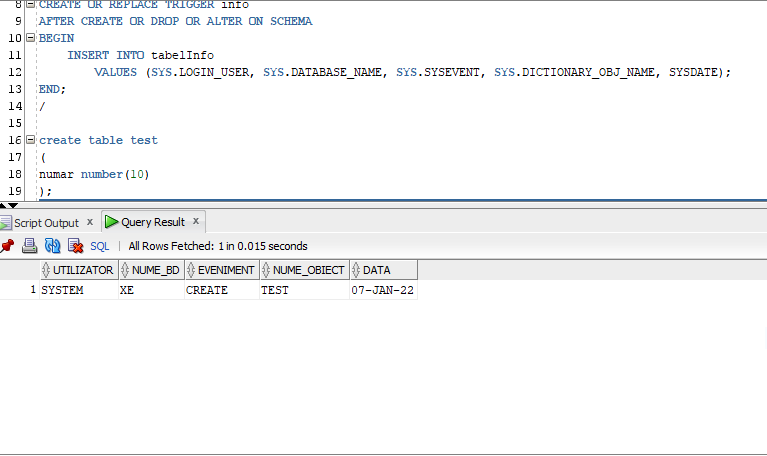 8 CREATE OR REPLACE TRIGGER info
9 AFTER CREATE OR DROP OR ALTER ON SCHEMA
10 BEGIN
11 INSERT INTO tabelInfo
12 VALUES (SYS.LOGIN_USER, SYS.DATABASE_NAME, SYS.SYSEVENT, SYS.DICTIONARY_OBJ_NAME, SYSDATE);
13 END;
14 /
15
16 create table test
17 (
18 numar number(10)
19 );
Script Output x Query Result x
SQL | All Rows Fetched: 1 in 0.015 seconds
UTILIZATOR NUME_BD EVENIMENT NUME_OBIECT DATA
1 SYSTEM XE CREATE TEST 07-JAN-22